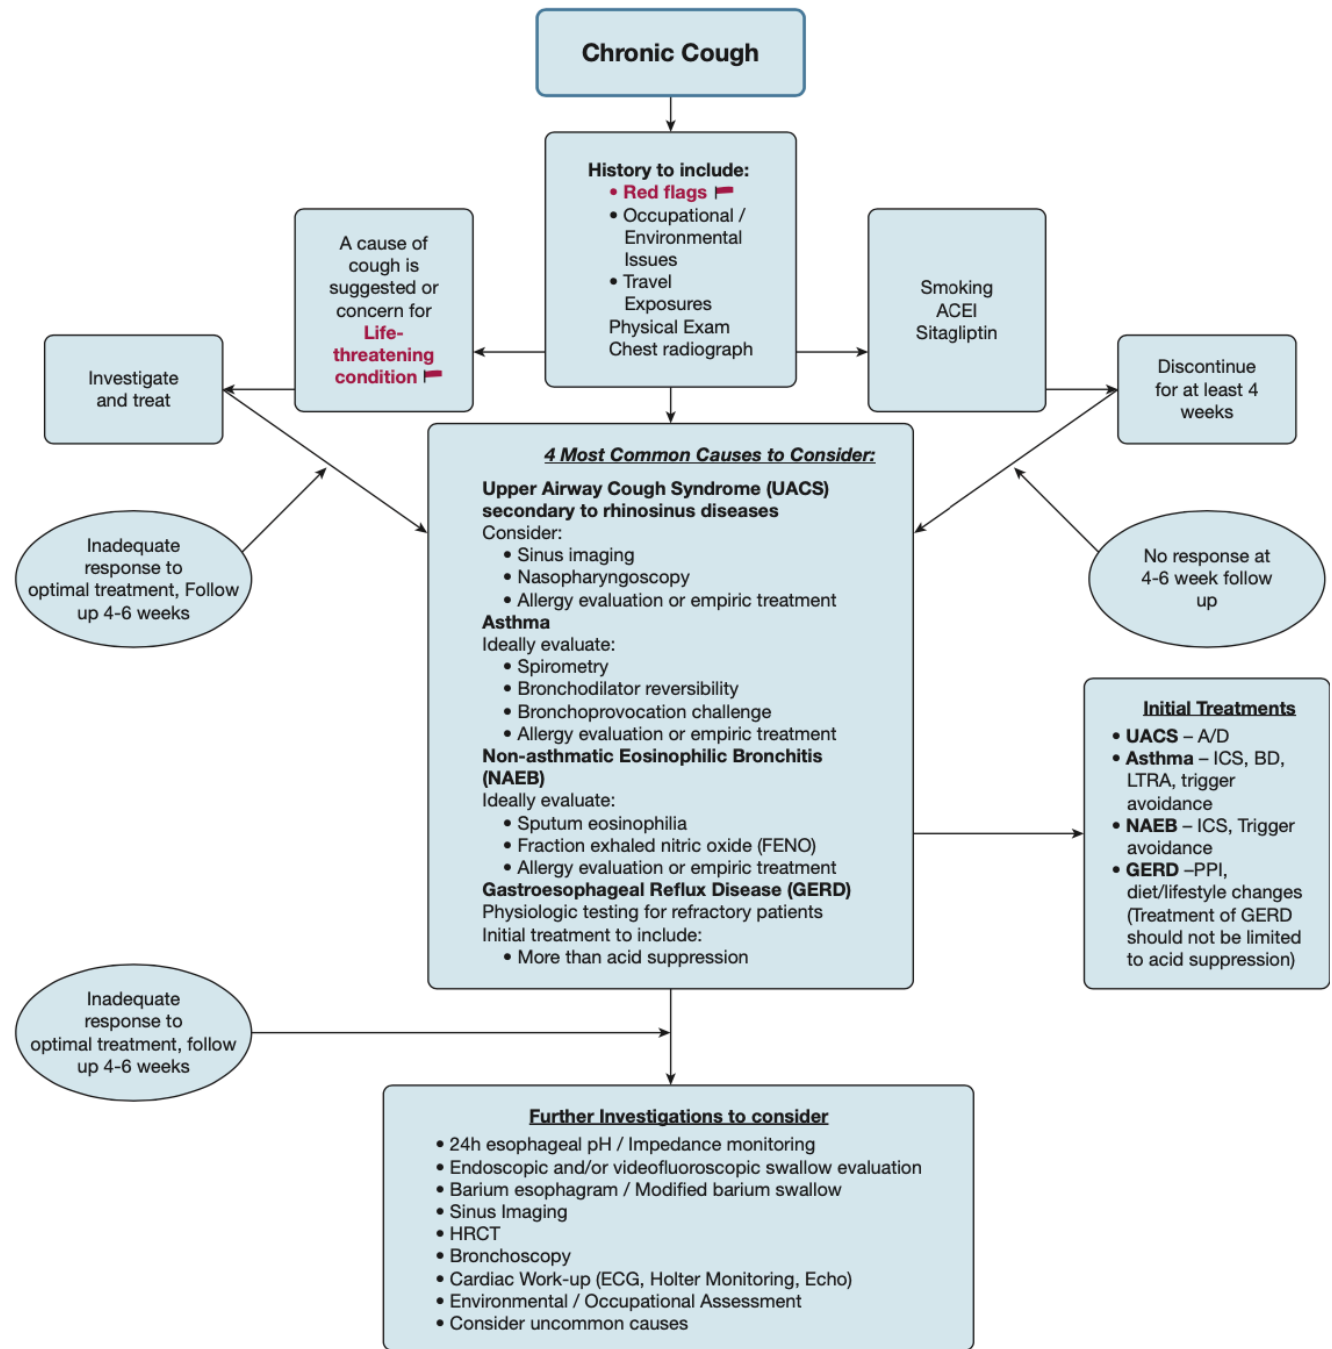 Chronic Cough
History to include:
• Red flags
• Occupational /
Environmental
Issues
• Travel
Exposures
Physical Exam
Chest radiograph
A cause of
cough is
suggested or
concern for
Life-
threatening
condition
Investigate
and treat
Smoking
ACEI
Sitagliptin
Discontinue
for at least 4
weeks
Inadequate
response to
optimal treatment, Follow
up 4-6 weeks
No response at
4-6 week follow
up
4 Most Common Causes to Consider:
Upper Airway Cough Syndrome (UACS)
secondary to rhinosinus diseases
Consider:
• Sinus imaging
• Nasopharyngoscopy
• Allergy evaluation or empiric treatment
Asthma
Ideally evaluate:
• Spirometry
• Bronchodilator reversibility
• Bronchoprovocation challenge
• Allergy evaluation or empiric treatment
Non-asthmatic Eosinophilic Bronchitis
(NAEB)
Ideally evaluate:
• Sputum eosinophilia
• Fraction exhaled nitric oxide (FENO)
• Allergy evaluation or empiric treatment
Gastroesophageal Reflux Disease (GERD)
Physiologic testing for refractory patients
Initial treatment to include:
• More than acid suppression
Initial Treatments
• UACS – A/D
• Asthma – ICS, BD,
LTRA, trigger
avoidance
• NAEB – ICS, Trigger
avoidance
• GERD –PPI,
diet/lifestyle changes
(Treatment of GERD
should not be limited
to acid suppression)
Inadequate
response to
optimal treatment, follow
up 4-6 weeks
Further Investigations to consider
• 24h esophageal pH / Impedance monitoring
• Endoscopic and/or videofluoroscopic swallow evaluation
• Barium esophagram / Modified barium swallow
• Sinus Imaging
• HRCT
• Bronchoscopy
• Cardiac Work-up (ECG, Holter Monitoring, Echo)
• Environmental / Occupational Assessment
• Consider uncommon causes